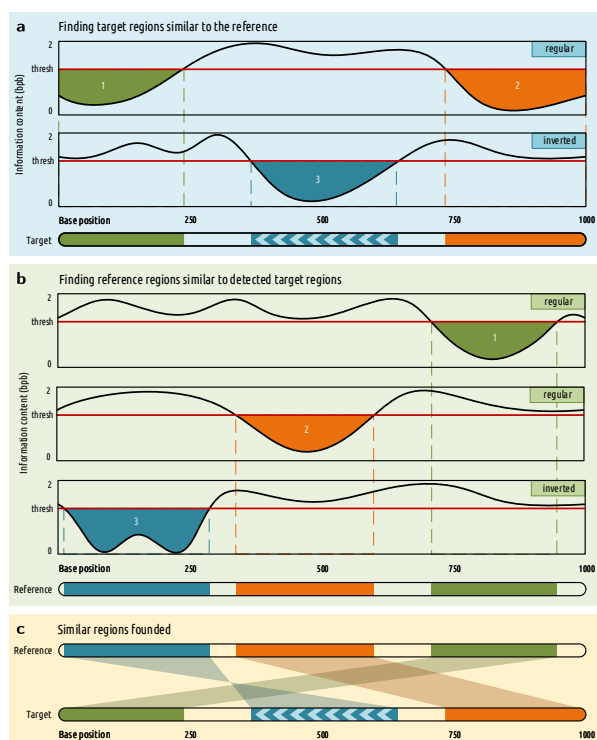 a Finding target regions similar to the reference
Information content (bpb)
2
thresh
0
regular
1
2
2
thresh
0
inverted
3
Base position 250 500 750 1000
Target
b Finding reference regions similar to detected target regions
Information content (bpb)
2
thresh
0
regular
1
2
thresh
0
regular
2
2
thresh
0
inverted
3
Base position 250 500 750 1000
Reference
c Similar regions founded
Reference
Target
Base position 250 500 750 1000